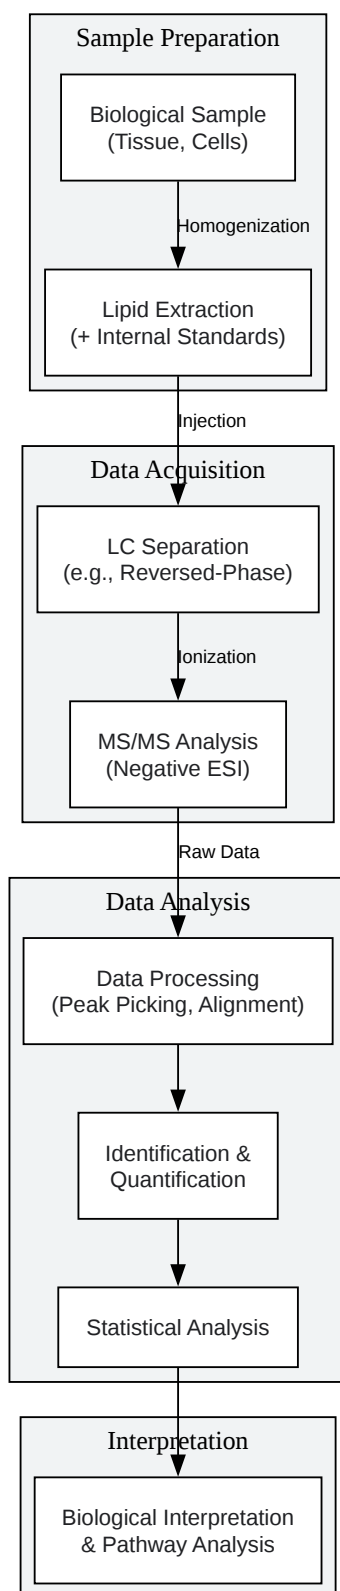 Sample Preparation
Biological Sample
(Tissue, Cells)
Homogenization
Lipid Extraction
(+ Internal Standards)
Injection
Data Acquisition
LC Separation
(e.g., Reversed-Phase)
Ionization
MS/MS Analysis
(Negative ESI)
Raw Data
Data Analysis
Data Processing
(Peak Picking, Alignment)
Identification &
Quantification
Statistical Analysis
Interpretation
Biological Interpretation
& Pathway Analysis